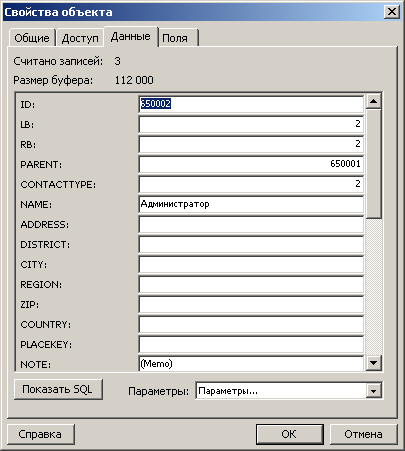 Свойства объекта
Общие Доступ Данные Поля
Считано записей: 3
Размер буфера: 112 000
ID: 650002
LB: 2
RB: 2
PARENT: 650001
CONTACTTYPE: 2
NAME: Администратор
ADDRESS:
DISTRICT:
CITY:
REGION:
ZIP:
COUNTRY:
PLACEKEY:
NOTE: (Memo)
Показать SQL Параметры: Параметры...
Справка OK Отмена